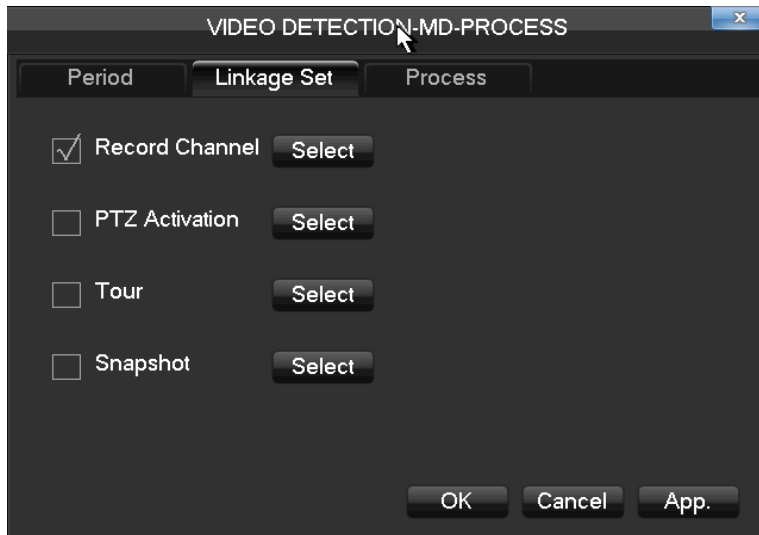 VIDEO DETECTION-MD-PROCESS
x
Period Linkage Set Process
Record Channel Select
PTZ Activation Select
Tour Select
Snapshot Select
OK Cancel App.